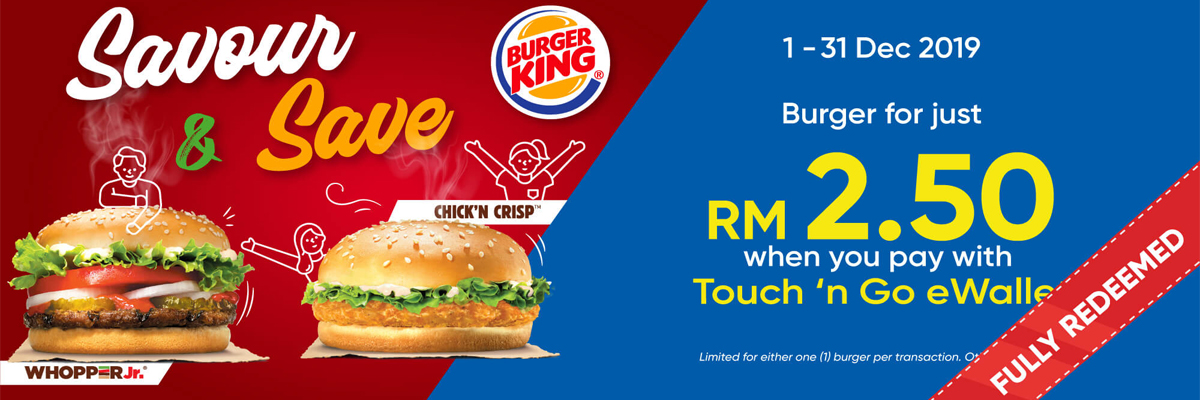 Savour
& Save
BURGER
KING®
CHICK'N CRISP™
WHOPPER Jr.®
1 - 31 Dec 2019
Burger for just
RM 2.50
when you pay with
Touch ‘n Go eWalle
Limited for either one (1) burger per transaction.
FULLY REDEEMED